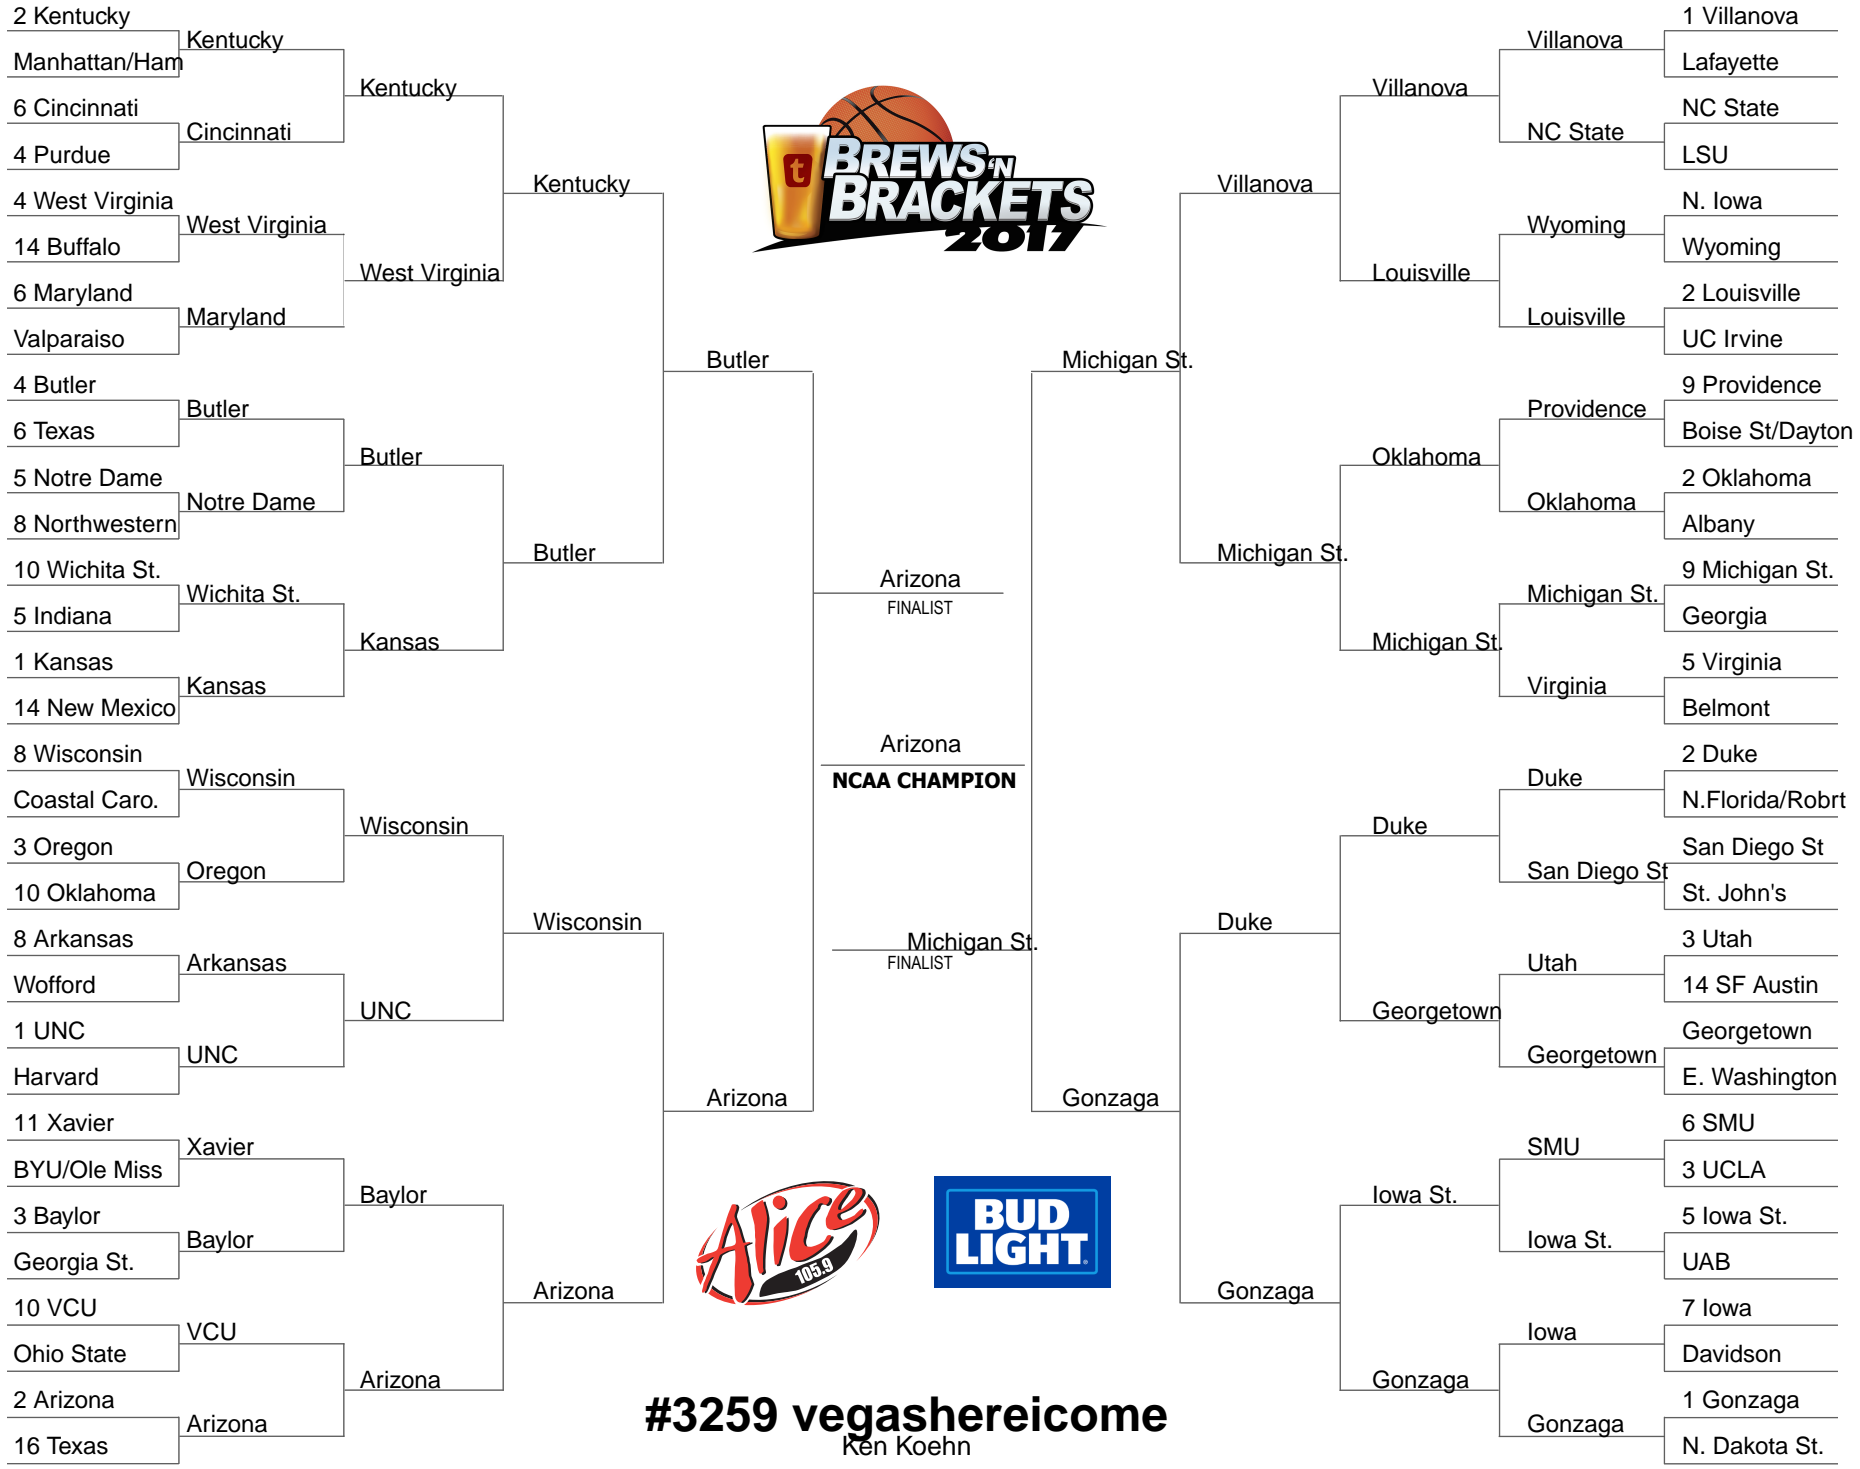 2 Kentucky
Manhattan/Ham
6 Cincinnati
4 Purdue
4 West Virginia
14 Buffalo
6 Maryland
Valparaiso
4 Butler
6 Texas
5 Notre Dame
8 Northwestern
10 Wichita St.
5 Indiana
1 Kansas
14 New Mexico
8 Wisconsin
Coastal Caro.
3 Oregon
10 Oklahoma
8 Arkansas
Wofford
1 UNC
Harvard
11 Xavier
BYU/Ole Miss
3 Baylor
Georgia St.
10 VCU
Ohio State
2 Arizona
16 Texas
Kentucky
Cincinnati
West Virginia
Maryland
Butler
Notre Dame
Wichita St.
Kansas
Wisconsin
Oregon
Arkansas
UNC
Xavier
Baylor
VCU
Arizona
Kentucky
West Virginia
Butler
Kansas
Wisconsin
UNC
Baylor
Arizona
Kentucky
Butler
Wisconsin
Arizona
Butler
Arizona
t
BREWS 'N
BRACKETS
2017
Arizona
FINALIST
Arizona
NCAA CHAMPION
Michigan St.
FINALIST
Alice
105.9
BUD
LIGHT
#3259 vegashereicome
Ken Koehn
Michigan St.
Gonzaga
Villanova
Michigan St.
Duke
Gonzaga
Villanova
Louisville
Oklahoma
Michigan St.
Duke
Georgetown
Iowa St.
Gonzaga
Villanova
NC State
Wyoming
Louisville
Providence
Oklahoma
Michigan St.
Virginia
Duke
San Diego St
Utah
Georgetown
SMU
Iowa St.
Iowa
Gonzaga
1 Villanova
Lafayette
NC State
LSU
N. Iowa
Wyoming
2 Louisville
UC Irvine
9 Providence
Boise St/Dayton
2 Oklahoma
Albany
9 Michigan St.
Georgia
5 Virginia
Belmont
2 Duke
N.Florida/Robrt
San Diego St
St. John's
3 Utah
14 SF Austin
Georgetown
E. Washington
6 SMU
3 UCLA
5 Iowa St.
UAB
7 Iowa
Davidson
1 Gonzaga
N. Dakota St.